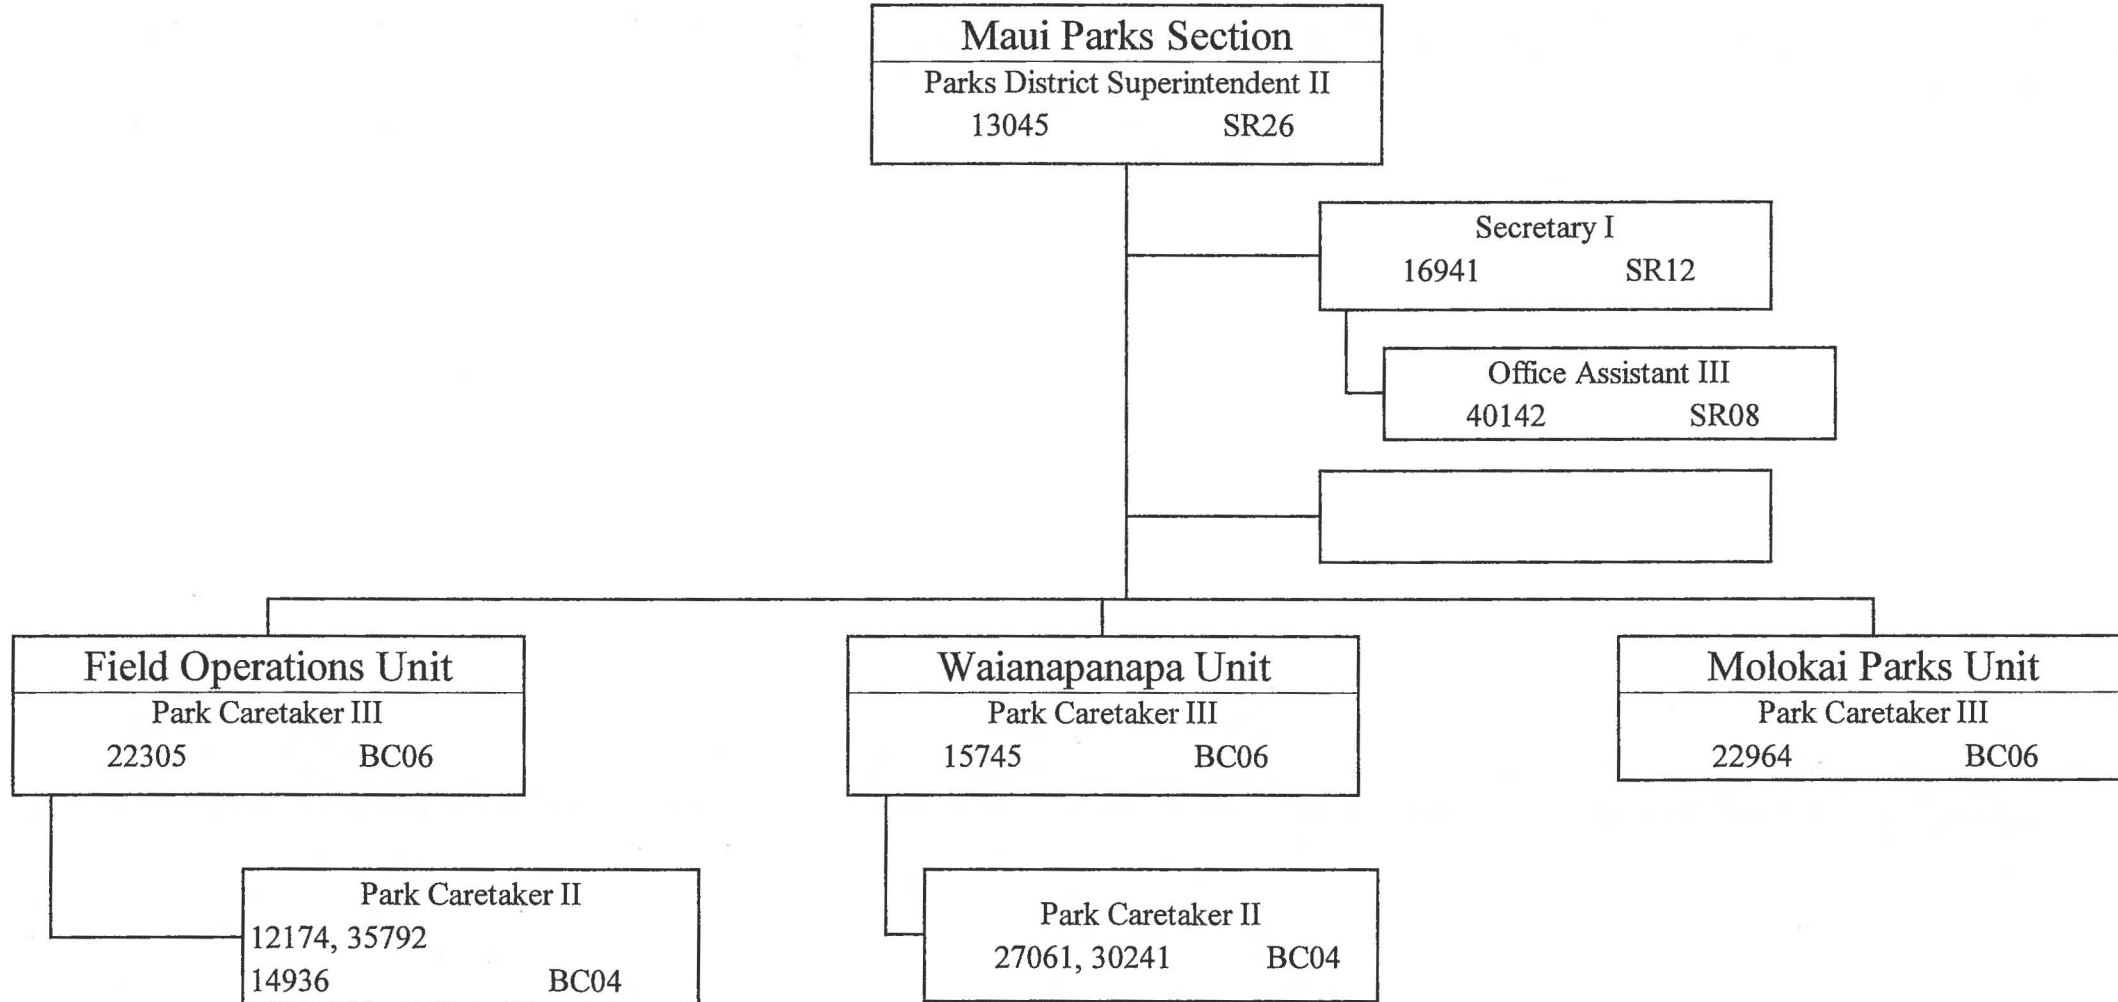 Maui Parks Section
Parks District Superintendent II
13045 SR26
Secretary I
16941 SR12
Office Assistant III
40142 SR08
Field Operations Unit
Park Caretaker III
22305 BC06
Waianapanapa Unit
Park Caretaker III
15745 BC06
Molokai Parks Unit
Park Caretaker III
22964 BC06
Park Caretaker II
12174, 35792
14936 BC04
Park Caretaker II
27061, 30241 BC04